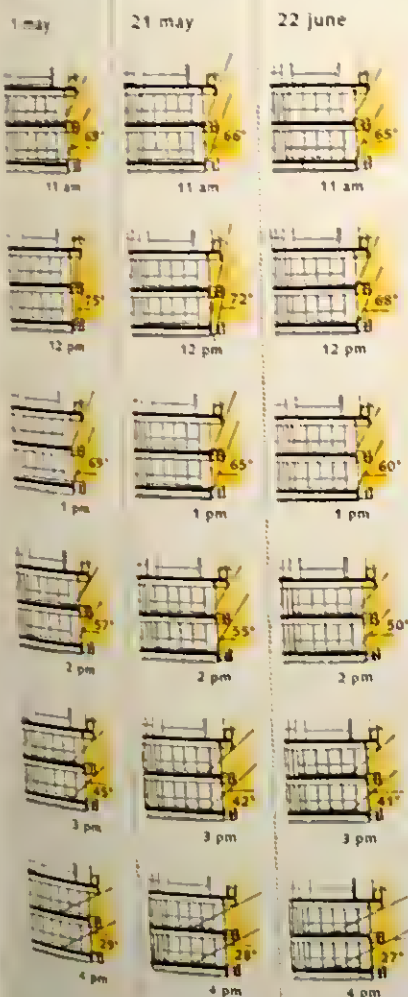 1 may 21 may 22 june
69° 66° 65°
11 am 11 am 11 am
75° 72° 68°
12 pm 12 pm 12 pm
69° 65° 60°
1 pm 1 pm 1 pm
57° 55° 50°
2 pm 2 pm 2 pm
45° 42° 41°
3 pm 3 pm 3 pm
29° 28° 27°
4 pm 4 pm 4 pm